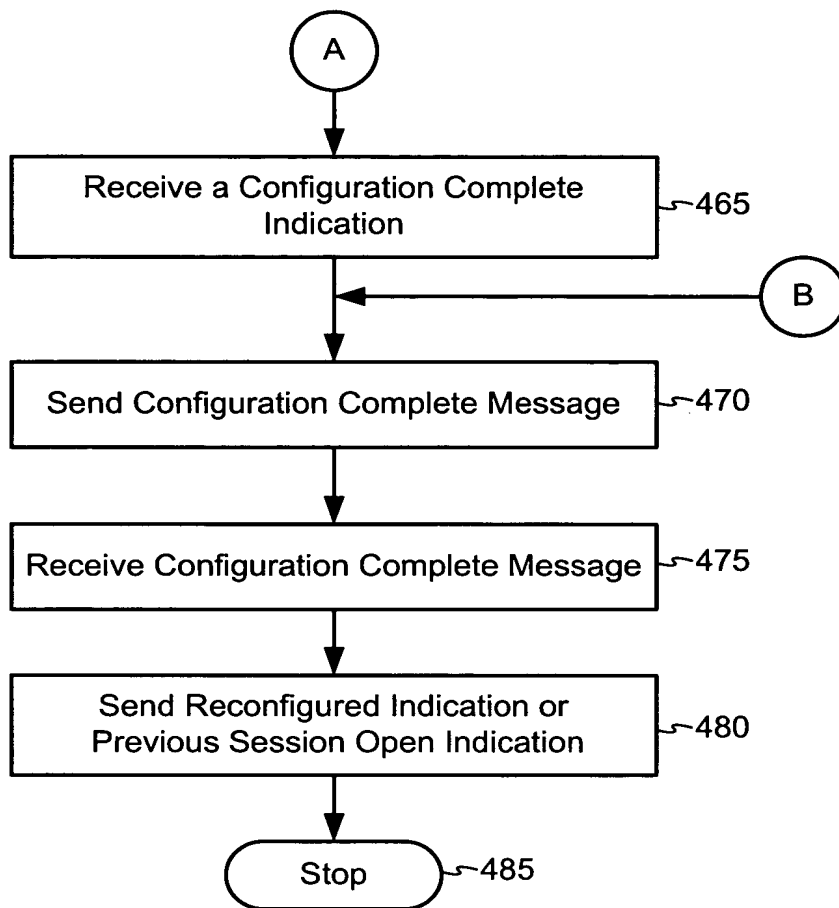 A
Receive a Configuration Complete
Indication
465
B
Send Configuration Complete Message
470
Receive Configuration Complete Message
475
Send Reconfigured Indication or
Previous Session Open Indication
480
Stop
485